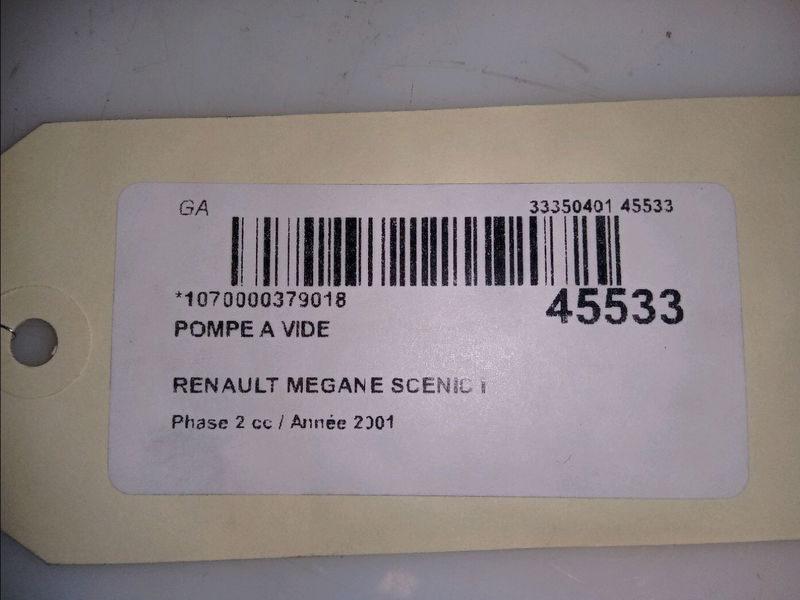 GA 33350401 45533
*1070000379018 45533
POMPE A VIDE
RENAULT MEGANE SCENIC I
Phase 2 cc / Année 2001